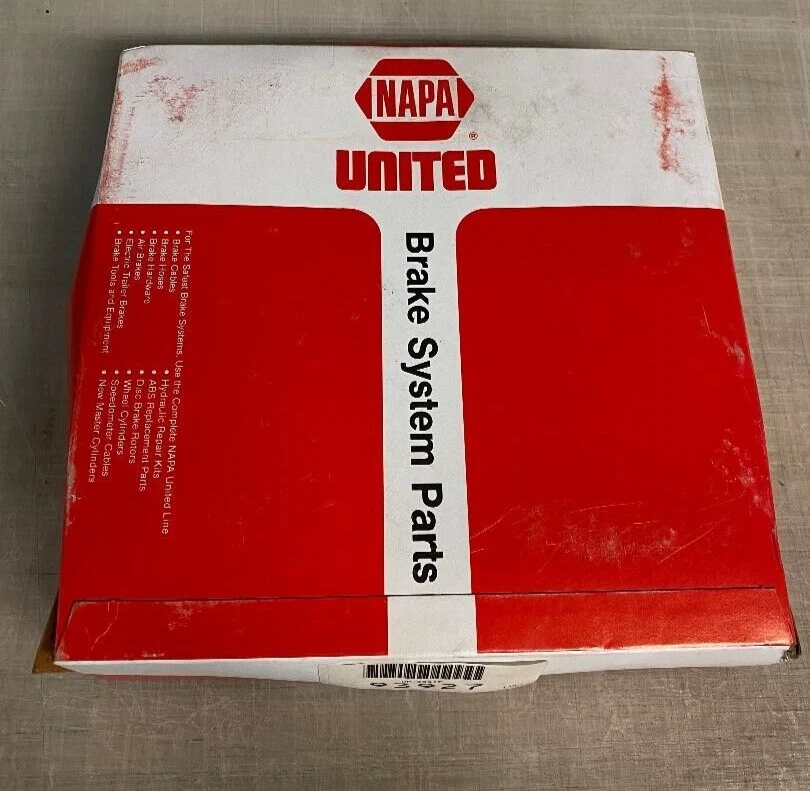 NAPA
®
UNITED
Brake System Parts
For The Safest Brake Systems, Use the Complete NAPA United Line
• Brake Cables
• Brake Hoses
• Brake Hardware
• Air Brakes
• Electric Trailer Brakes
• Brake Tools and Equipment
• Hydraulic Repair Kits
• ABS Replacement Parts
• Disc Brake Rotors
• Wheel Cylinders
• Speedometer Cables
• New Master Cylinders